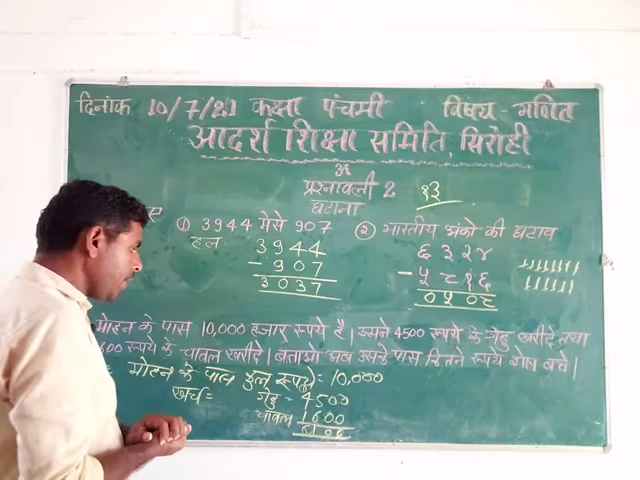 दिनांक 10/7/21 कक्षा पंचमी विषय - गणित
आदर्श शिक्षा समिति, सिरोही
ॐ
प्रश्नावली 2
१३
घटाना
① 3944 मेसे 907
हल:
3944
- 907
3037
② भारतीय अंको की घटाव
६३२४
- ५८१६
०५०८
मोहन के पास 10,000 हजार रूपये है। उसने 4500 रूपये के गेहु खरीदे तथा
600 रूपये के चावल खरीदे। बताओ अब उसके पास कितने रूपये शेष बचे।
मोहन के पास कुल रूपये = 10,000
खर्च = गेहु = 4500
चावल 1600